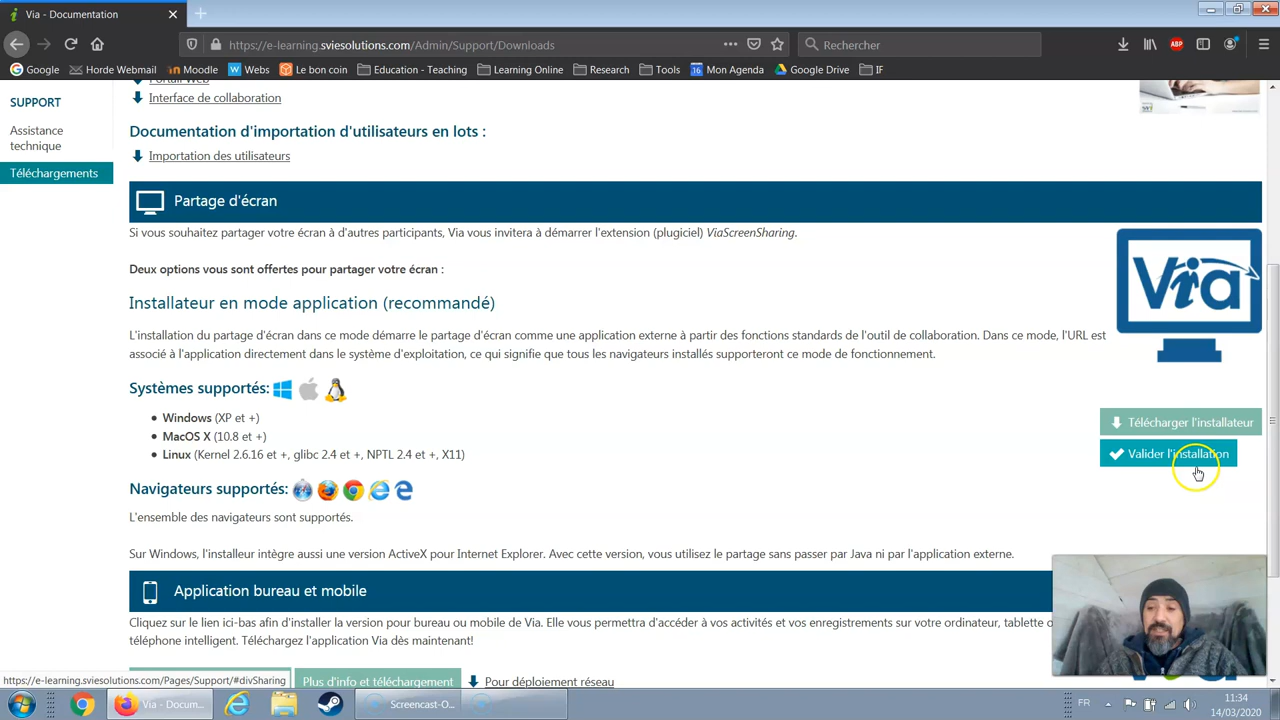 Via - Documentation
https://e-learning.sviesolutions.com/Admin/Support/Downloads
Rechercher
Google
Horde Webmail
Moodle
Webs
Le bon coin
Education - Teaching
Learning Online
Research
Tools
Mon Agenda
Google Drive
IF
SUPPORT
Assistance
technique
Téléchargements
Portail Web
Interface de collaboration
Documentation d'importation d'utilisateurs en lots :
Importation des utilisateurs
Partage d'écran
Si vous souhaitez partager votre écran à d'autres participants, Via vous invitera à démarrer l'extension (plugiciel) ViaScreenSharing.
Via
Deux options vous sont offertes pour partager votre écran :
Installateur en mode application (recommandé)
L'installation du partage d'écran dans ce mode démarre le partage d'écran comme une application externe à partir des fonctions standards de l'outil de collaboration. Dans ce mode, l'URL est
associé à l'application directement dans le système d'exploitation, ce qui signifie que tous les navigateurs installés supporteront ce mode de fonctionnement.
Systèmes supportés:
Windows (XP et +)
MacOS X (10.8 et +)
Linux (Kernel 2.6.16 et +, glibc 2.4 et +, NPTL 2.4 et +, X11)
Télécharger l'installateur
Valider l'installation
Navigateurs supportés:
L'ensemble des navigateurs sont supportés.
Sur Windows, l'installeur intègre aussi une version ActiveX pour Internet Explorer. Avec cette version, vous utilisez le partage sans passer par Java ni par l'application externe.
Application bureau et mobile
Cliquez sur le lien ici-bas afin d'installer la version pour bureau ou mobile de Via. Elle vous permettra d'accéder à vos activités et vos enregistrements sur votre ordinateur, tablette
téléphone intelligent. Téléchargez l'application Via dès maintenant!
Plus d'info et téléchargement
Pour déploiement réseau
https://e-learning.sviesolutions.com/Pages/Support/#divSharing
Via - Docum...
Screencast-O...
FR
11:34
14/03/2020
ABP
16